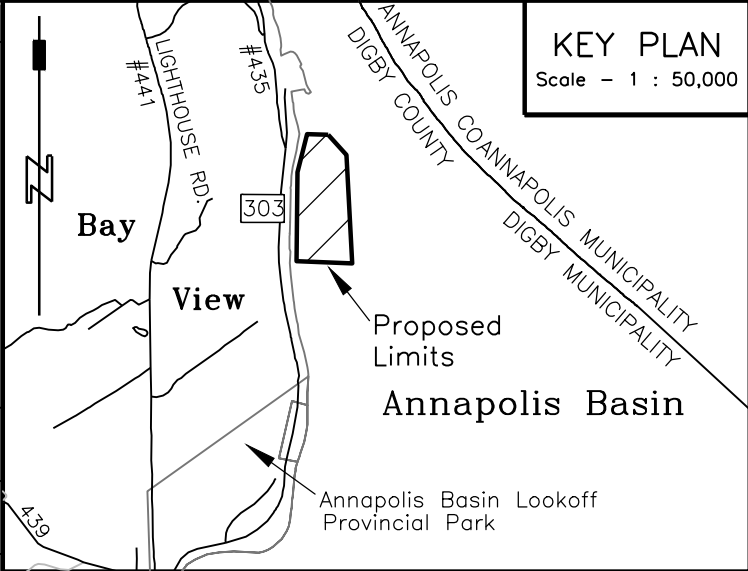 KEY PLAN
Scale - 1 : 50,000
ANNAPOLIS CO
ANNAPOLIS MUNICIPALITY
DIGBY COUNTY
DIGBY MUNICIPALITY
#441
LIGHTHOUSE RD.
#435
303
Bay
View
Proposed
Limits
Annapolis Basin
Annapolis Basin Lookoff
Provincial Park
439
N